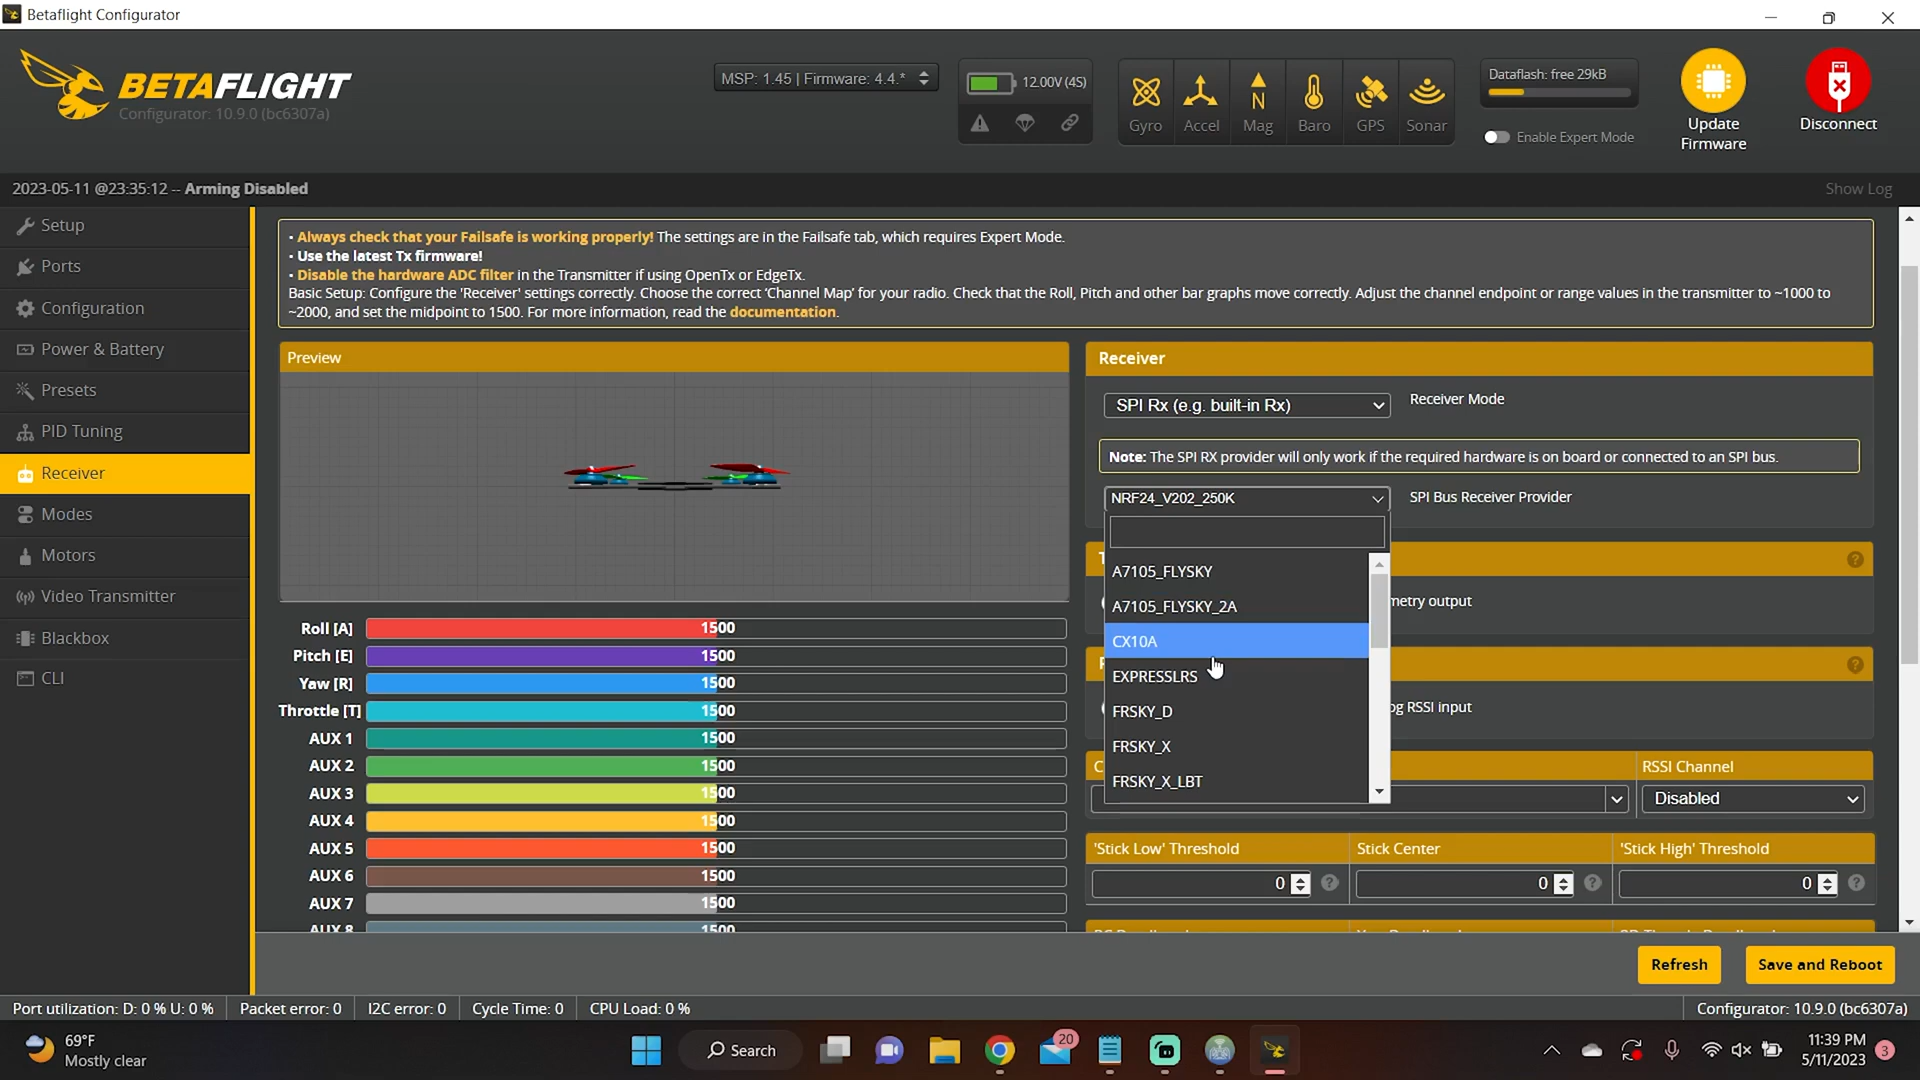 Betaflight Configurator
BETAFLIGHT
Configurator: 10.9.0 (bc6307a)
MSP: 1.45 | Firmware: 4.4.*
12.00V (4S)
Gyro
Accel
N
Mag
Baro
GPS
Sonar
Dataflash: free 29kB
Enable Expert Mode
Update
Firmware
Disconnect
2023-05-11 @23:35:12 -- Arming Disabled
Show Log
Setup
Ports
Configuration
Power & Battery
Presets
PID Tuning
Receiver
Modes
Motors
Video Transmitter
Blackbox
CLI
• Always check that your Failsafe is working properly! The settings are in the Failsafe tab, which requires Expert Mode.
• Use the latest Tx firmware!
• Disable the hardware ADC filter in the Transmitter if using OpenTx or EdgeTx.
Basic Setup: Configure the 'Receiver' settings correctly. Choose the correct 'Channel Map' for your radio. Check that the Roll, Pitch and other bar graphs move correctly. Adjust the channel endpoint or range values in the transmitter to ~1000 to
~2000, and set the midpoint to 1500. For more information, read the documentation.
Preview
Roll [A] 1500
Pitch [E] 1500
Yaw [R] 1500
Throttle [T] 1500
AUX 1 1500
AUX 2 1500
AUX 3 1500
AUX 4 1500
AUX 5 1500
AUX 6 1500
AUX 7 1500
AUX 8 1500
Receiver
SPI Rx (e.g. built-in Rx) Receiver Mode
Note: The SPI RX provider will only work if the required hardware is on board or connected to an SPI bus.
NRF24_V202_250K SPI Bus Receiver Provider
A7105_FLYSKY
A7105_FLYSKY_2A
CX10A
EXPRESSLRS
FRSKY_D
FRSKY_X
FRSKY_X_LBT
metry output
og RSSI input
RSSI Channel
Disabled
'Stick Low' Threshold
0
Stick Center
0
'Stick High' Threshold
0
Refresh
Save and Reboot
Port utilization: D: 0 % U: 0 %
Packet error: 0
I2C error: 0
Cycle Time: 0
CPU Load: 0 %
Configurator: 10.9.0 (bc6307a)
69°F
Mostly clear
Search
20
11:39 PM
5/11/2023
3